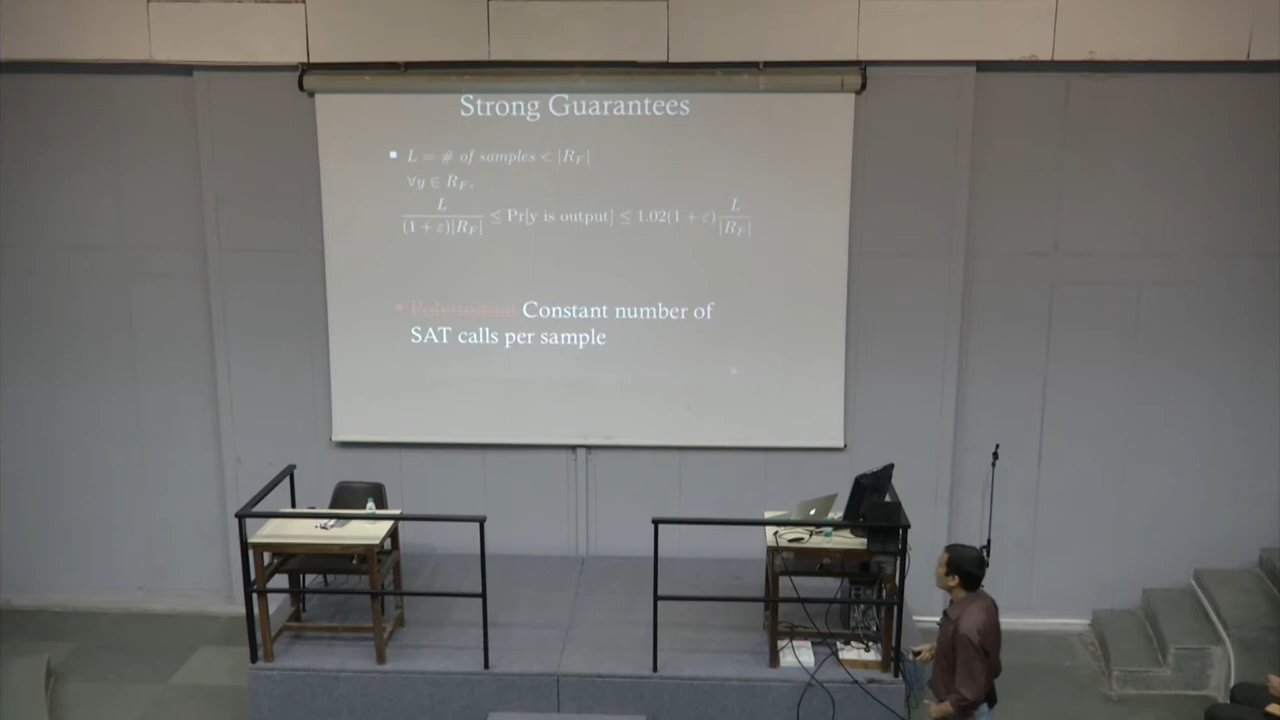 Strong Guarantees
L = # of samples < |R_F|
∀y ∈ R_F,
L/((1 + ε)|R_F|) ≤ Pr[y is output] ≤ 1.02(1 + ε) L/|R_F|
Polynomial Constant number of
SAT calls per sample